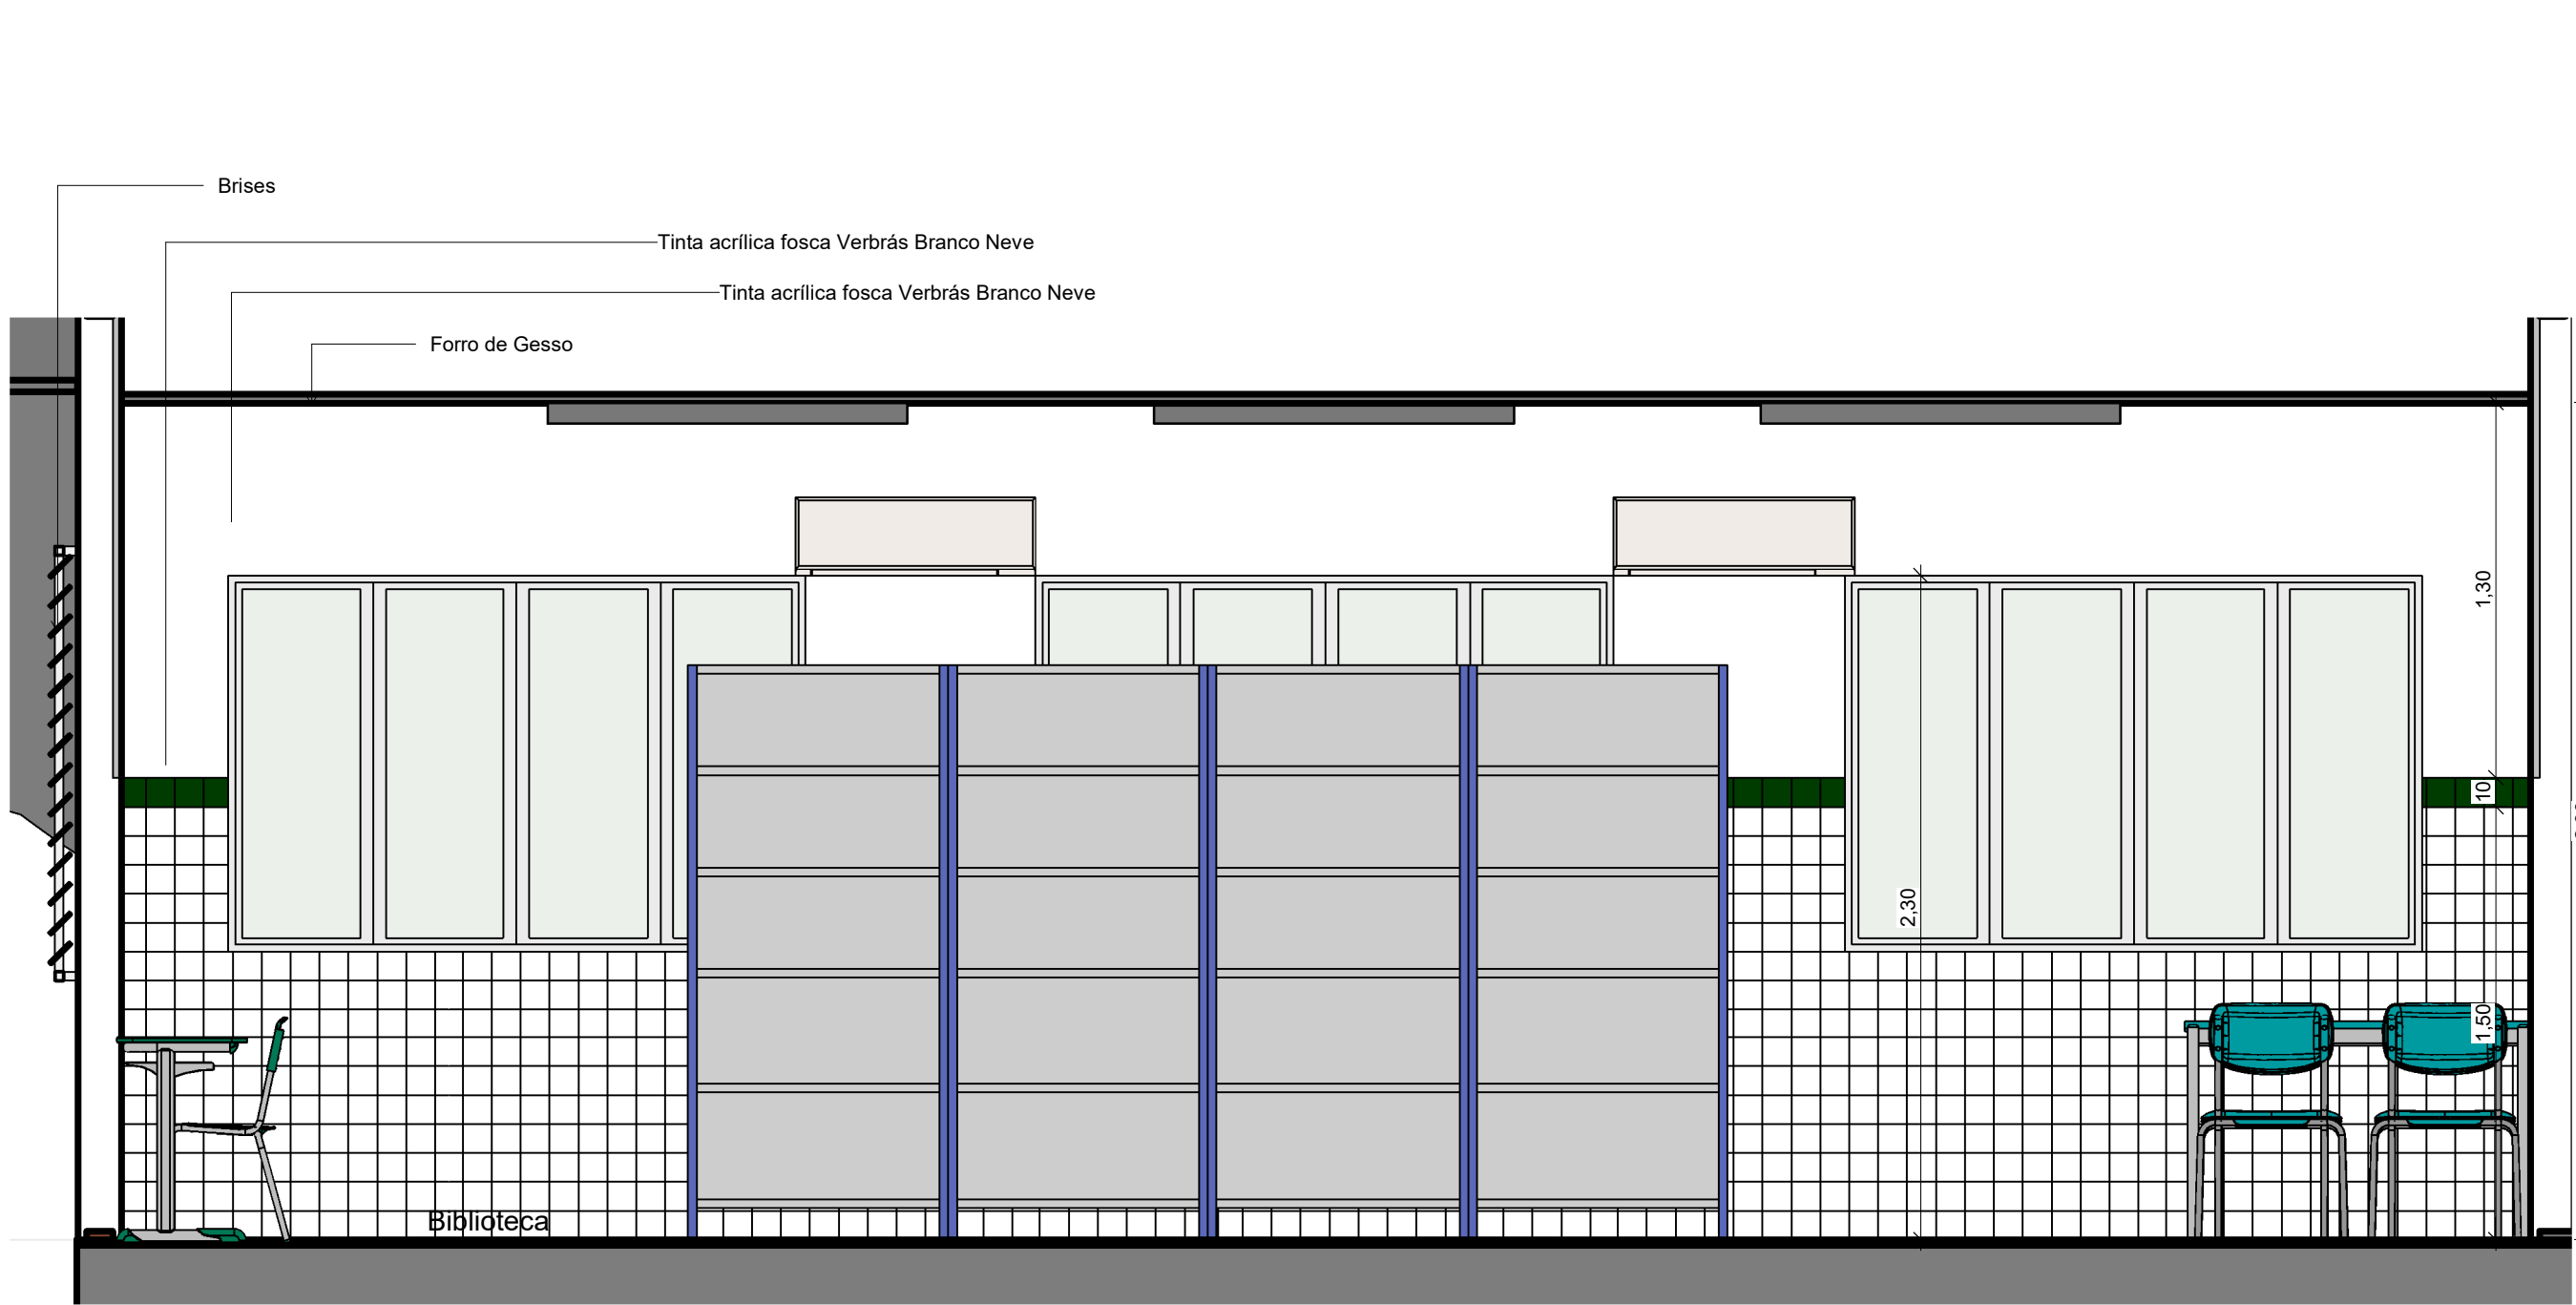 Brises
Tinta acrílica fosca Verbrás Branco Neve
Tinta acrílica fosca Verbrás Branco Neve
Forro de Gesso
1,30
10
2,30
1,50
Biblioteca